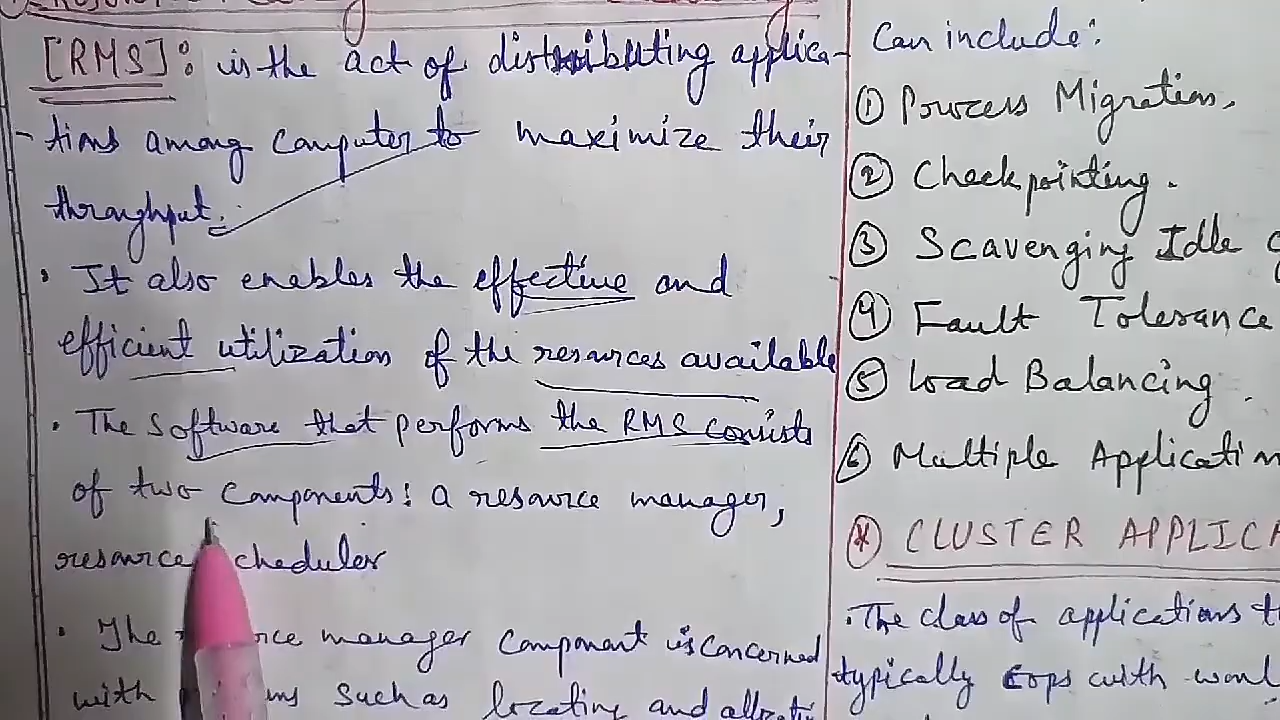 [RMS]: is the act of distributing applica-
-tions among Computer to maximize their
throughput.
• It also enables the effective and
efficient utilization of the resources available
• The Software that performs the RMS consists
of two Components: a resource manager,
resource scheduler
• The resource manager Component is concerned
with such as locating and
Can include:
① Process Migration.
② Checkpointing.
③ Scavenging Idle
④ Fault Tolerance
⑤ Load Balancing.
⑥ Multiple Application
* CLUSTER APPLICA
• The class of applications
typically cops with